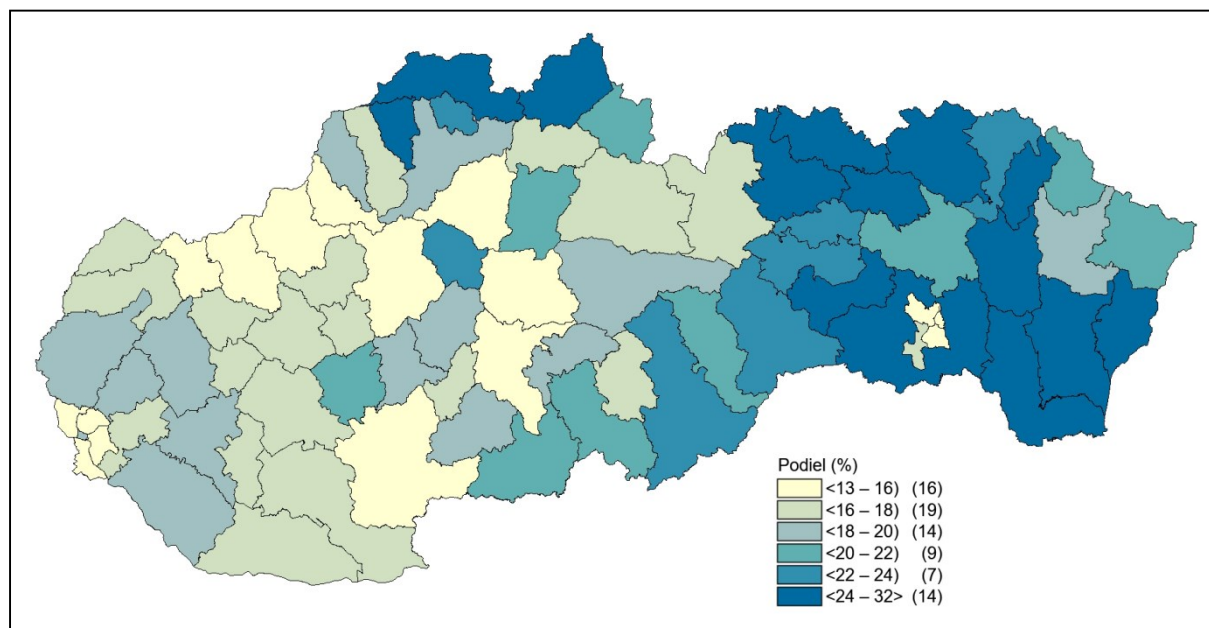 Podiel (%)
<13 – 16) (16)
<16 – 18) (19)
<18 – 20) (14)
<20 – 22) (9)
<22 – 24) (7)
<24 – 32> (14)